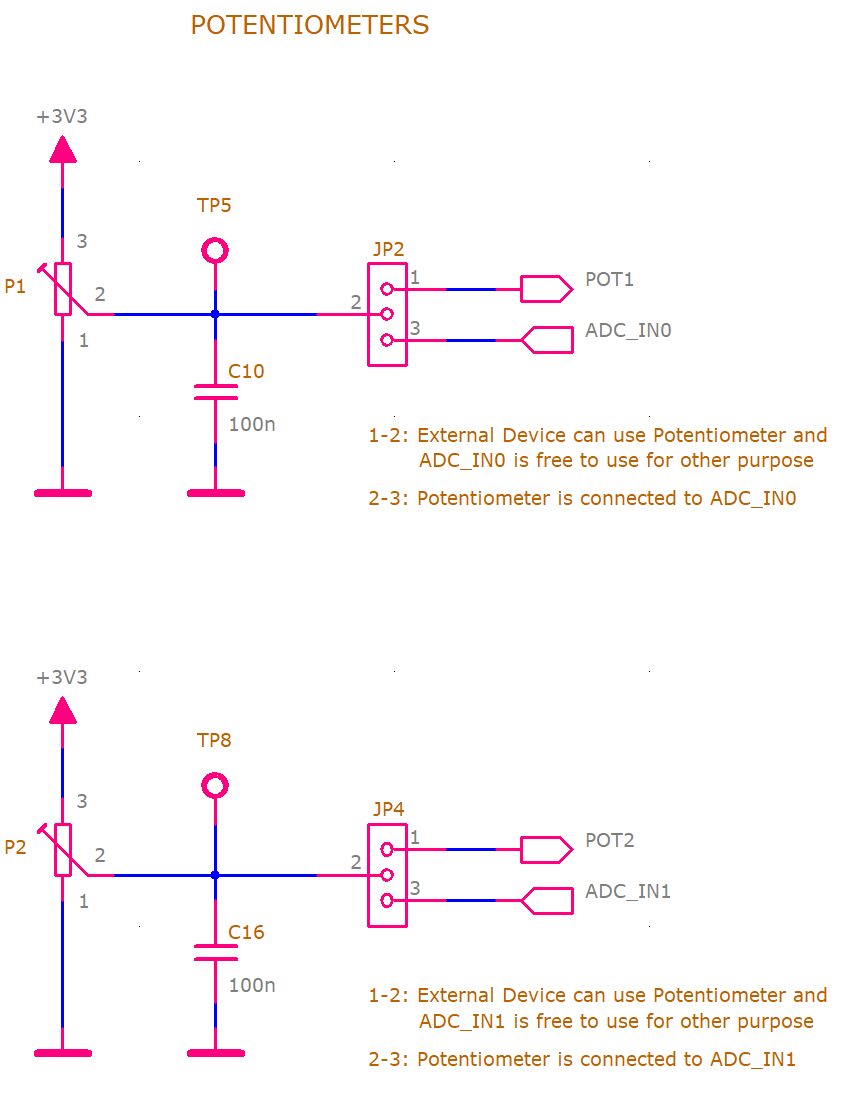 POTENTIOMETERS
+3V3
TP5
JP2
3
P1
2
1
2
1
3
POT1
ADC_IN0
C10
100n
1-2: External Device can use Potentiometer and
ADC_IN0 is free to use for other purpose
2-3: Potentiometer is connected to ADC_IN0
+3V3
TP8
JP4
3
P2
2
1
2
1
3
POT2
ADC_IN1
C16
100n
1-2: External Device can use Potentiometer and
ADC_IN1 is free to use for other purpose
2-3: Potentiometer is connected to ADC_IN1